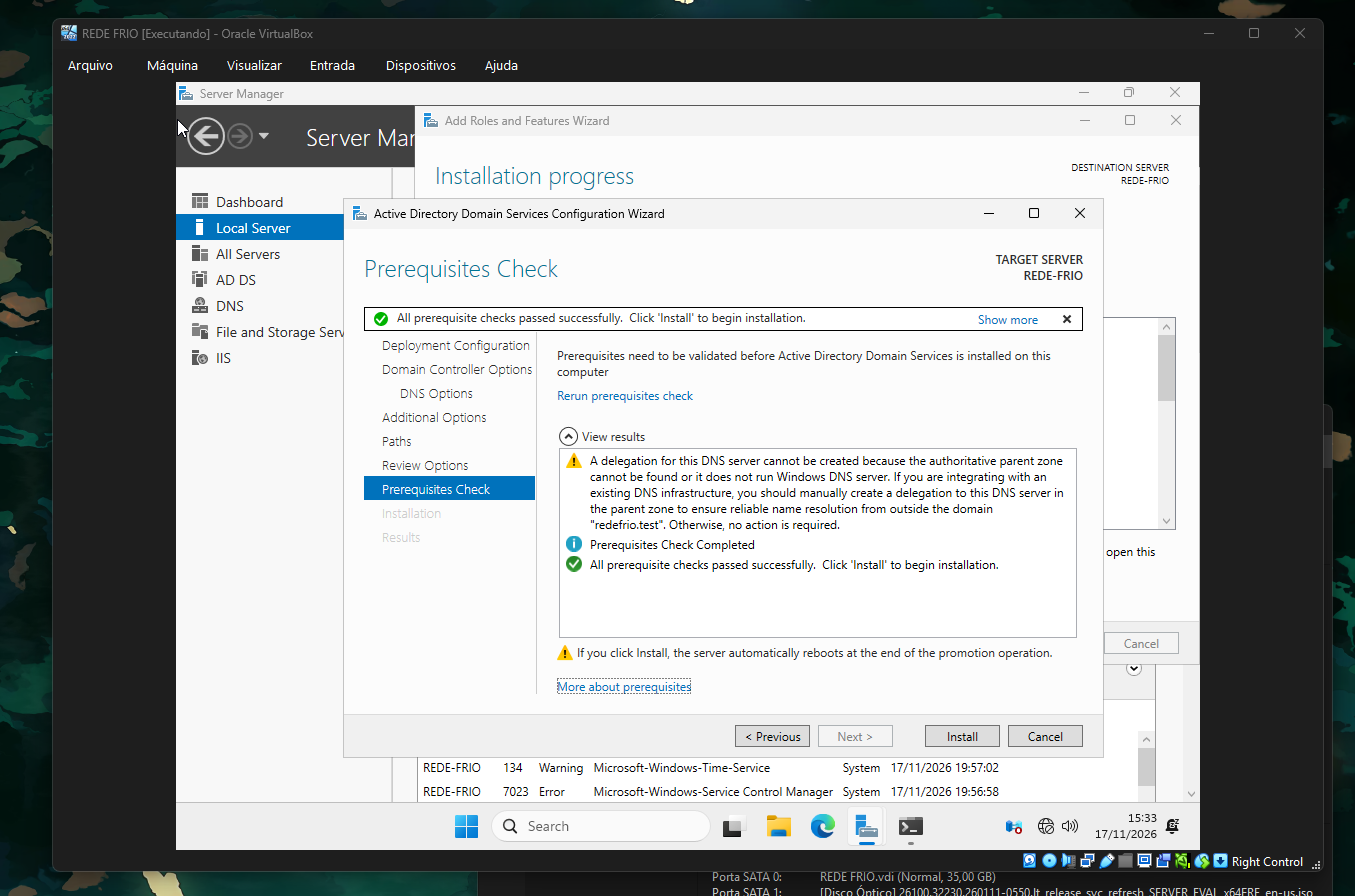 REDE FRIO [Executando] - Oracle VirtualBox
Arquivo Máquina Visualizar Entrada Dispositivos Ajuda
Server Manager
Server Mar
Add Roles and Features Wizard
Installation progress
DESTINATION SERVER
REDE-FRIO
Dashboard
Local Server
All Servers
AD DS
DNS
File and Storage Serv
IIS
Active Directory Domain Services Configuration Wizard
Prerequisites Check
TARGET SERVER
REDE-FRIO
All prerequisite checks passed successfully. Click 'Install' to begin installation.
Show more
Deployment Configuration
Domain Controller Options
DNS Options
Additional Options
Paths
Review Options
Prerequisites Check
Installation
Results
Prerequisites need to be validated before Active Directory Domain Services is installed on this
computer
Rerun prerequisites check
View results
A delegation for this DNS server cannot be created because the authoritative parent zone
cannot be found or it does not run Windows DNS server. If you are integrating with an
existing DNS infrastructure, you should manually create a delegation to this DNS server in
the parent zone to ensure reliable name resolution from outside the domain
"redefrio.test". Otherwise, no action is required.
Prerequisites Check Completed
All prerequisite checks passed successfully. Click 'Install' to begin installation.
If you click Install, the server automatically reboots at the end of the promotion operation.
More about prerequisites
< Previous Next > Install Cancel
open this
Cancel
REDE-FRIO 134 Warning Microsoft-Windows-Time-Service System 17/11/2026 19:57:02
REDE-FRIO 7023 Error Microsoft-Windows-Service Control Manager System 17/11/2026 19:56:58
Search
15:33
17/11/2026
Right Control
Porta SATA 0: REDE FRIO.vdi (Normal, 35,00 GB)
Porta SATA 1: [Disco Óptico] 26100.32230.260111-0550.lt_release_svc_refresh_SERVER_EVAL_x64FRE_en-us.iso